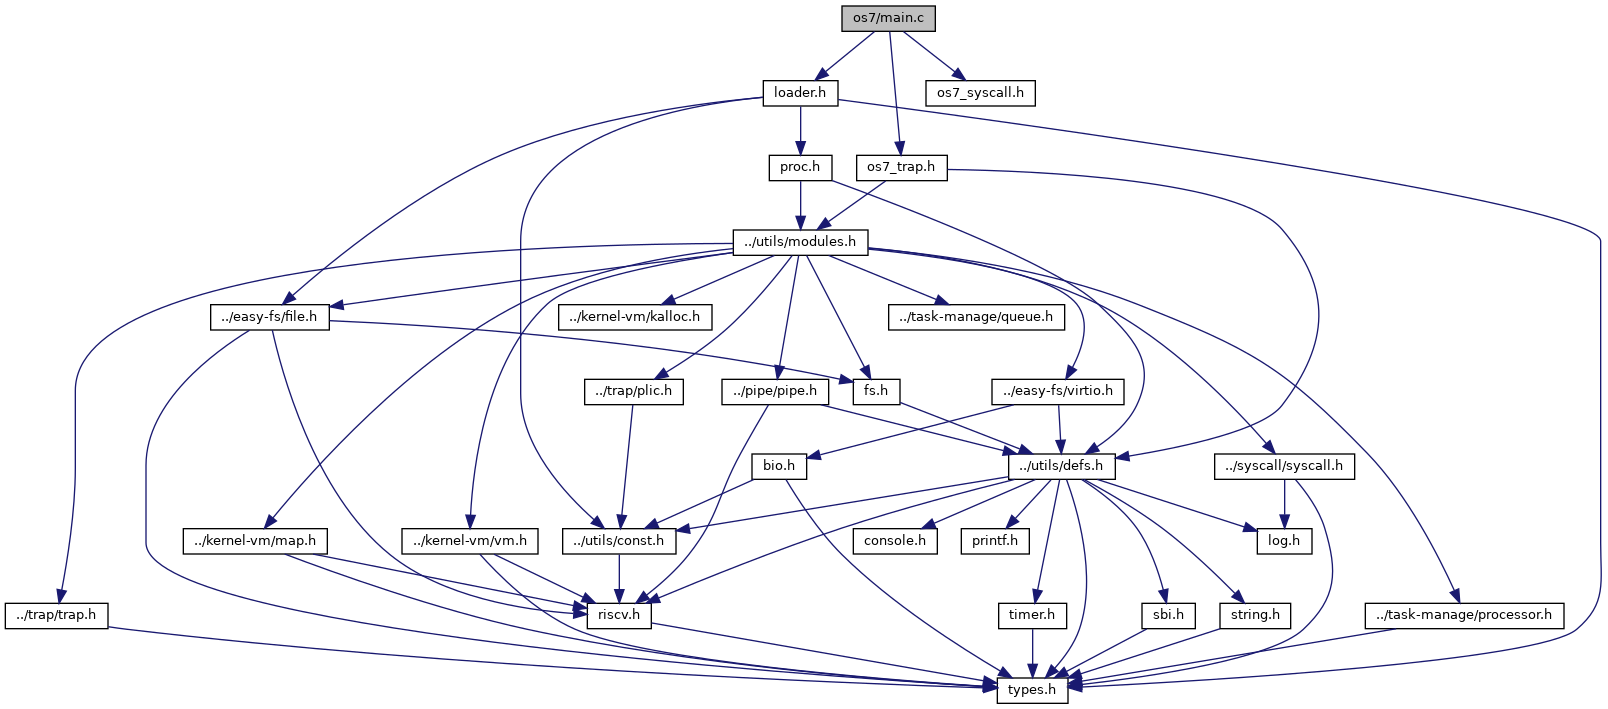 os7/main.c
loader.h
os7_syscall.h
proc.h
os7_trap.h
../utils/modules.h
../easy-fs/file.h
../kernel-vm/kalloc.h
../task-manage/queue.h
../trap/plic.h
../pipe/pipe.h
fs.h
../easy-fs/virtio.h
bio.h
../utils/defs.h
../syscall/syscall.h
../kernel-vm/map.h
../kernel-vm/vm.h
../utils/const.h
console.h
printf.h
log.h
../trap/trap.h
riscv.h
timer.h
sbi.h
string.h
../task-manage/processor.h
types.h